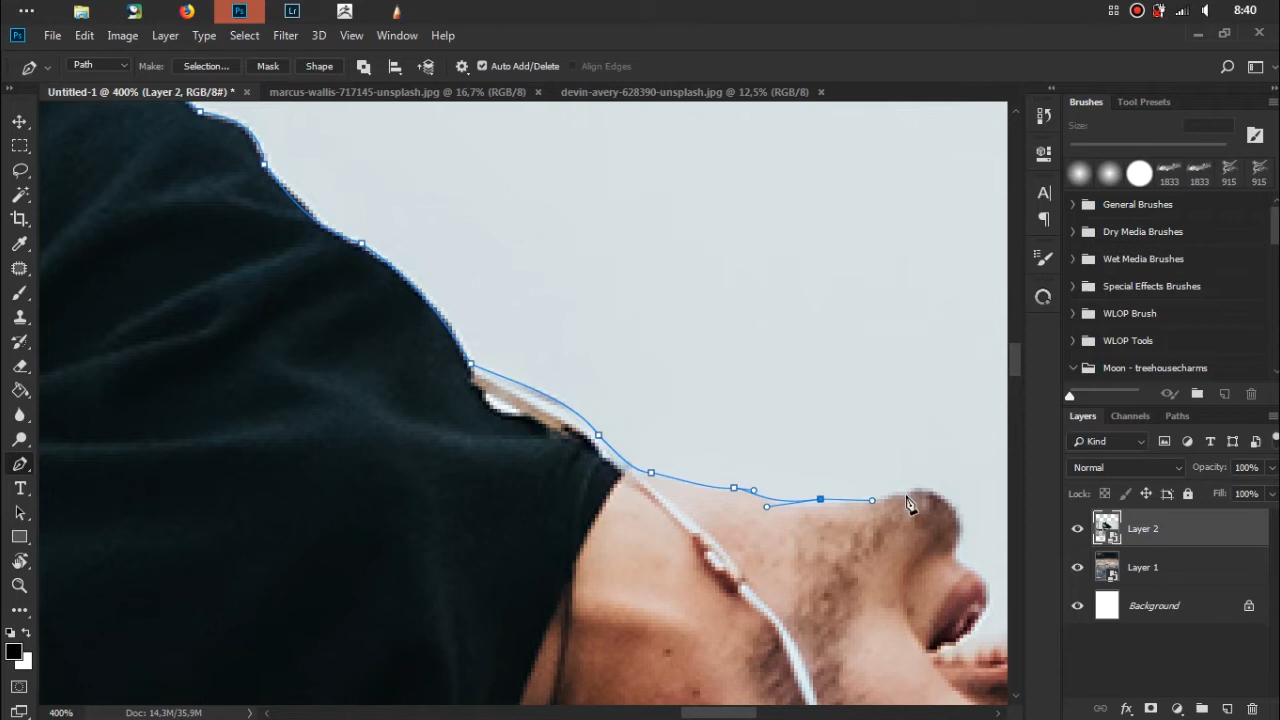 Ps
Lr
8:40
Ps
File Edit Image Layer Type Select Filter 3D View Window Help
Path
Make: Selection... Mask Shape
Auto Add/Delete
Align Edges
Untitled-1 @ 400% (Layer 2, RGB/8#) *
marcus-wallis-717145-unsplash.jpg @ 16,7% (RGB/8)
devin-avery-628390-unsplash.jpg @ 12,5% (RGB/8)
Brushes
Tool Presets
Size:
1833 1833 915 915
General Brushes
Dry Media Brushes
Wet Media Brushes
Special Effects Brushes
WLOP Brush
WLOP Tools
Moon - treehousecharms
Layers Channels Paths
Kind
Normal
Opacity: 100%
Lock:
Fill: 100%
Layer 2
Layer 1
Background
400%
Doc: 14,3M/35,9M